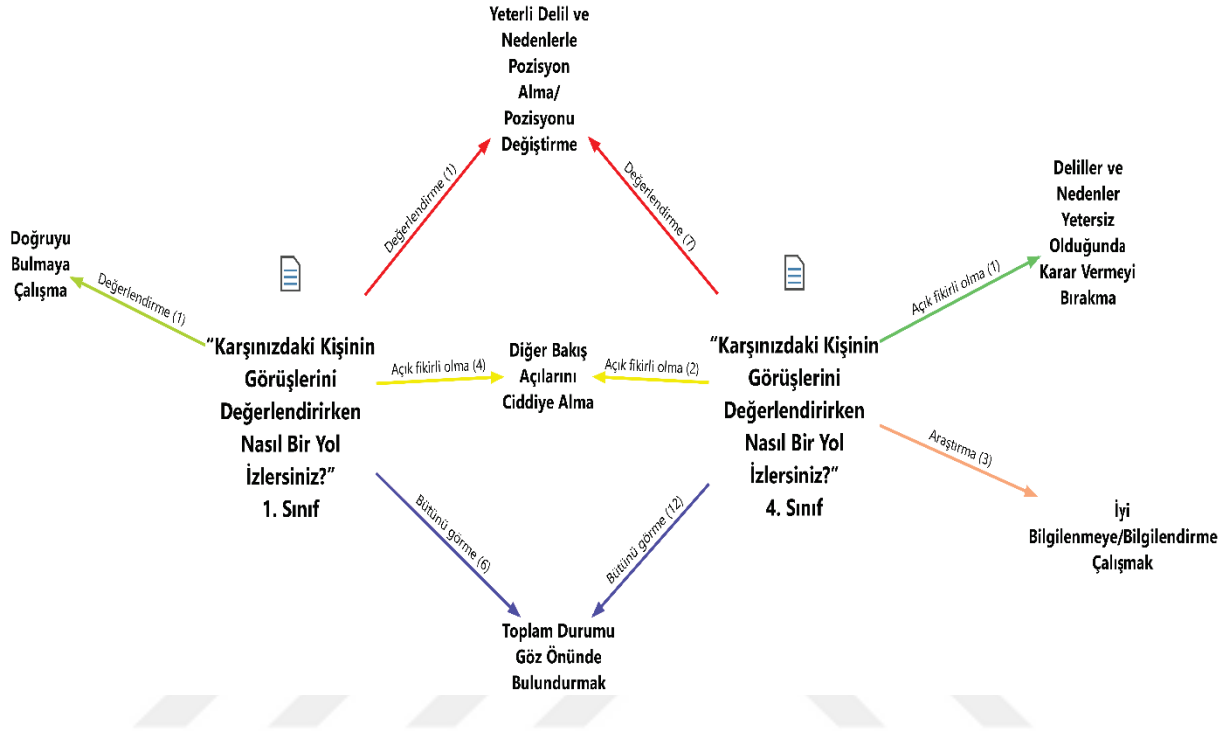 Yeterli Delil ve
Nedenlerle
Pozisyon
Alma/
Pozisyonu
Değiştirme
Değerlendirme (1)
Değerlendirme (7)
Deliller ve
Nedenler
Yetersiz
Olduğunda
Karar Vermeyi
Bırakma
Doğruyu
Bulmaya
Çalışma
Değerlendirme (1)
Açık fikirli olma (1)
“Karşınızdaki Kişinin
Görüşlerini
Değerlendirirken
Nasıl Bir Yol
İzlersiniz?”
1. Sınıf
Açık fikirli olma (4)
Diğer Bakış
Açılarını
Ciddiye Alma
Açık fikirli olma (2)
“Karşınızdaki Kişinin
Görüşlerini
Değerlendirirken
Nasıl Bir Yol
İzlersiniz?“
4. Sınıf
Araştırma (3)
İyi
Bilgilenmeye/Bilgilendirme
Çalışmak
Bütünü görme (6)
Bütünü görme (12)
Toplam Durumu
Göz Önünde
Bulundurmak